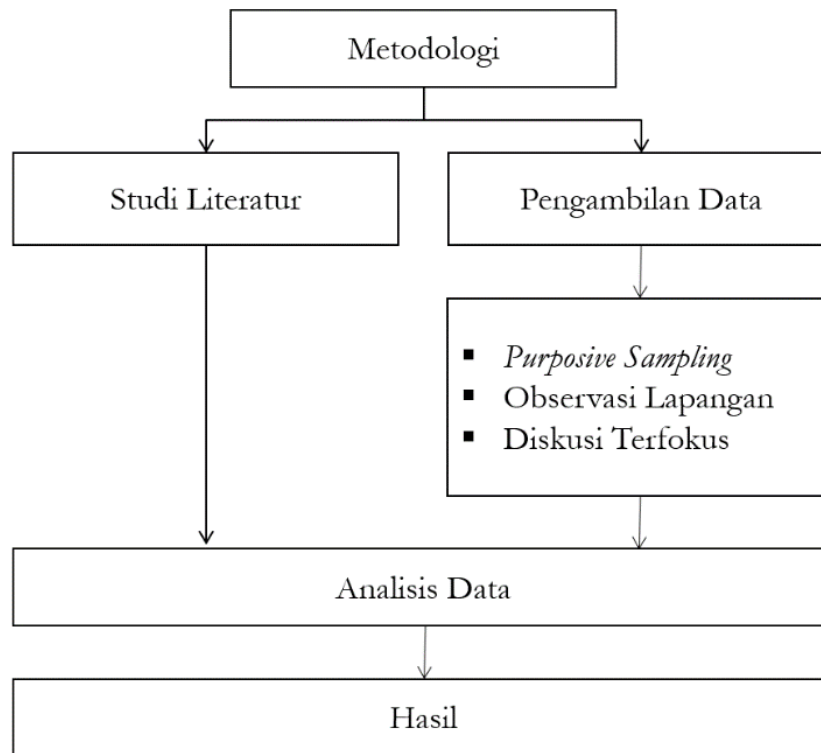 Metodologi
Studi Literatur
Pengambilan Data
▪ Purposive Sampling
▪ Observasi Lapangan
▪ Diskusi Terfokus
Analisis Data
Hasil